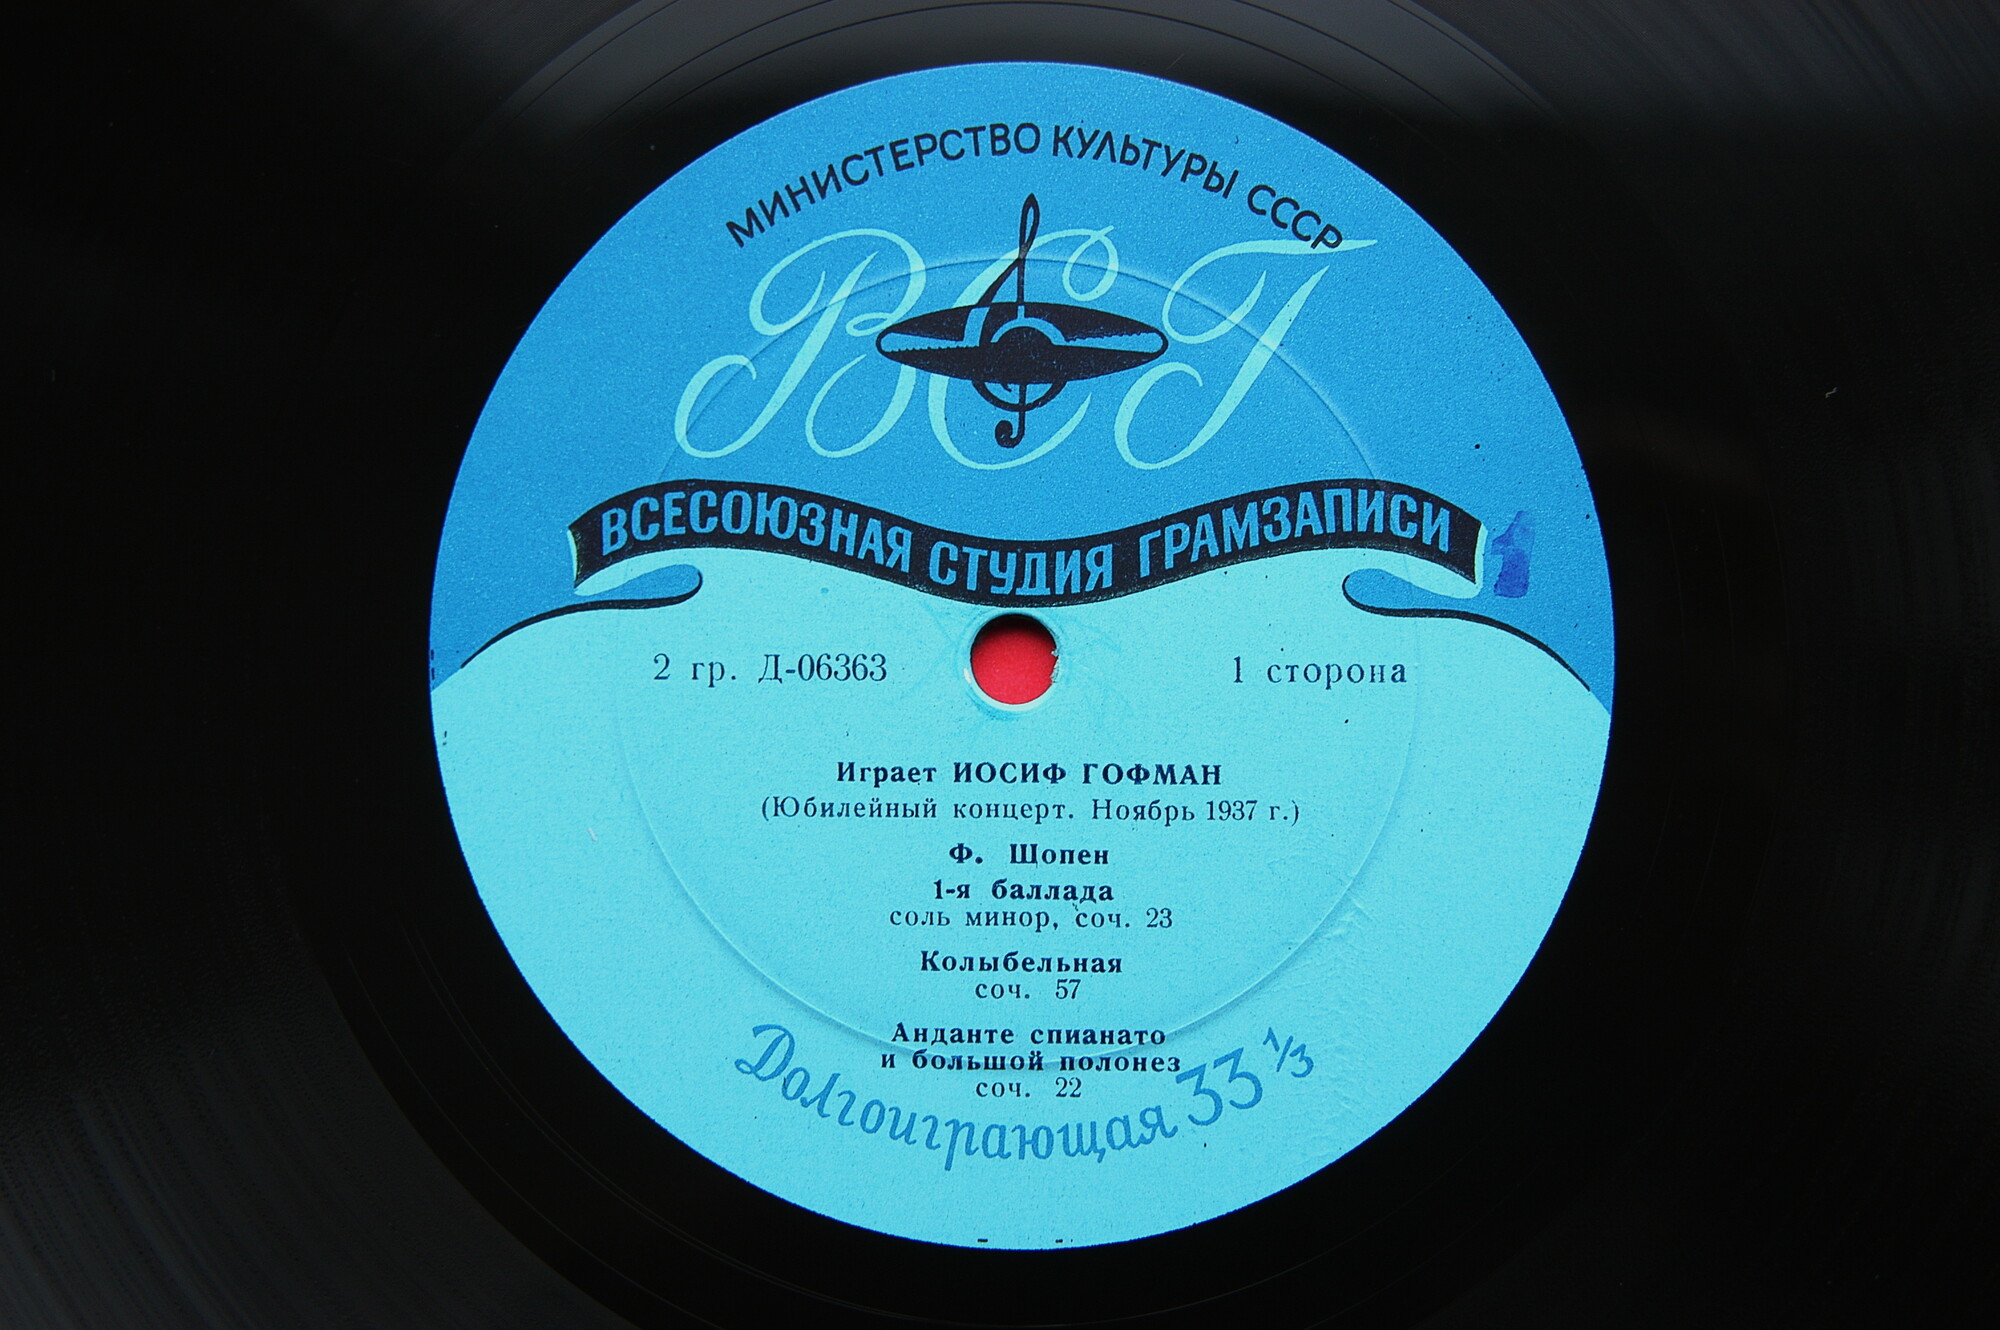 МИНИСТЕРСТВО КУЛЬТУРЫ СССР
ВСГ
ВСЕСОЮЗНАЯ СТУДИЯ ГРАМЗАПИСИ
1
2 гр. Д-06363
1 сторона
Играет ИОСИФ ГОФМАН
(Юбилейный концерт. Ноябрь 1937 г.)
Ф. Шопен
1-я баллада
соль минор, соч. 23
Колыбельная
соч. 57
Анданте спианато
и большой полонез
соч. 22
Долгоиграющая 33 1/3